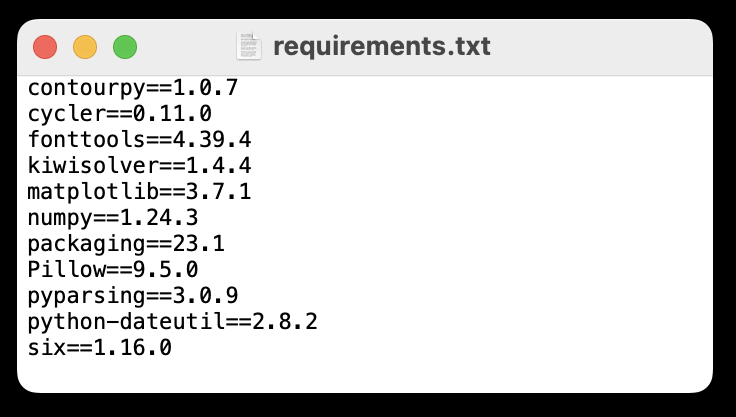 requirements.txt
contourpy==1.0.7
cycler==0.11.0
fonttools==4.39.4
kiwisolver==1.4.4
matplotlib==3.7.1
numpy==1.24.3
packaging==23.1
Pillow==9.5.0
pyparsing==3.0.9
python-dateutil==2.8.2
six==1.16.0